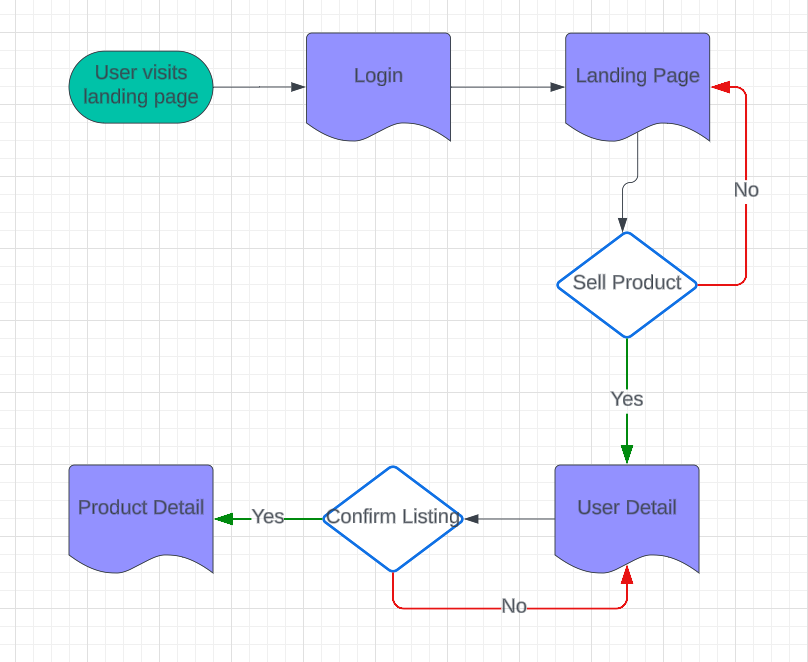 User visits
landing page
Login
Landing Page
No
Sell Product
Yes
Product Detail
Yes
Confirm Listing
User Detail
No